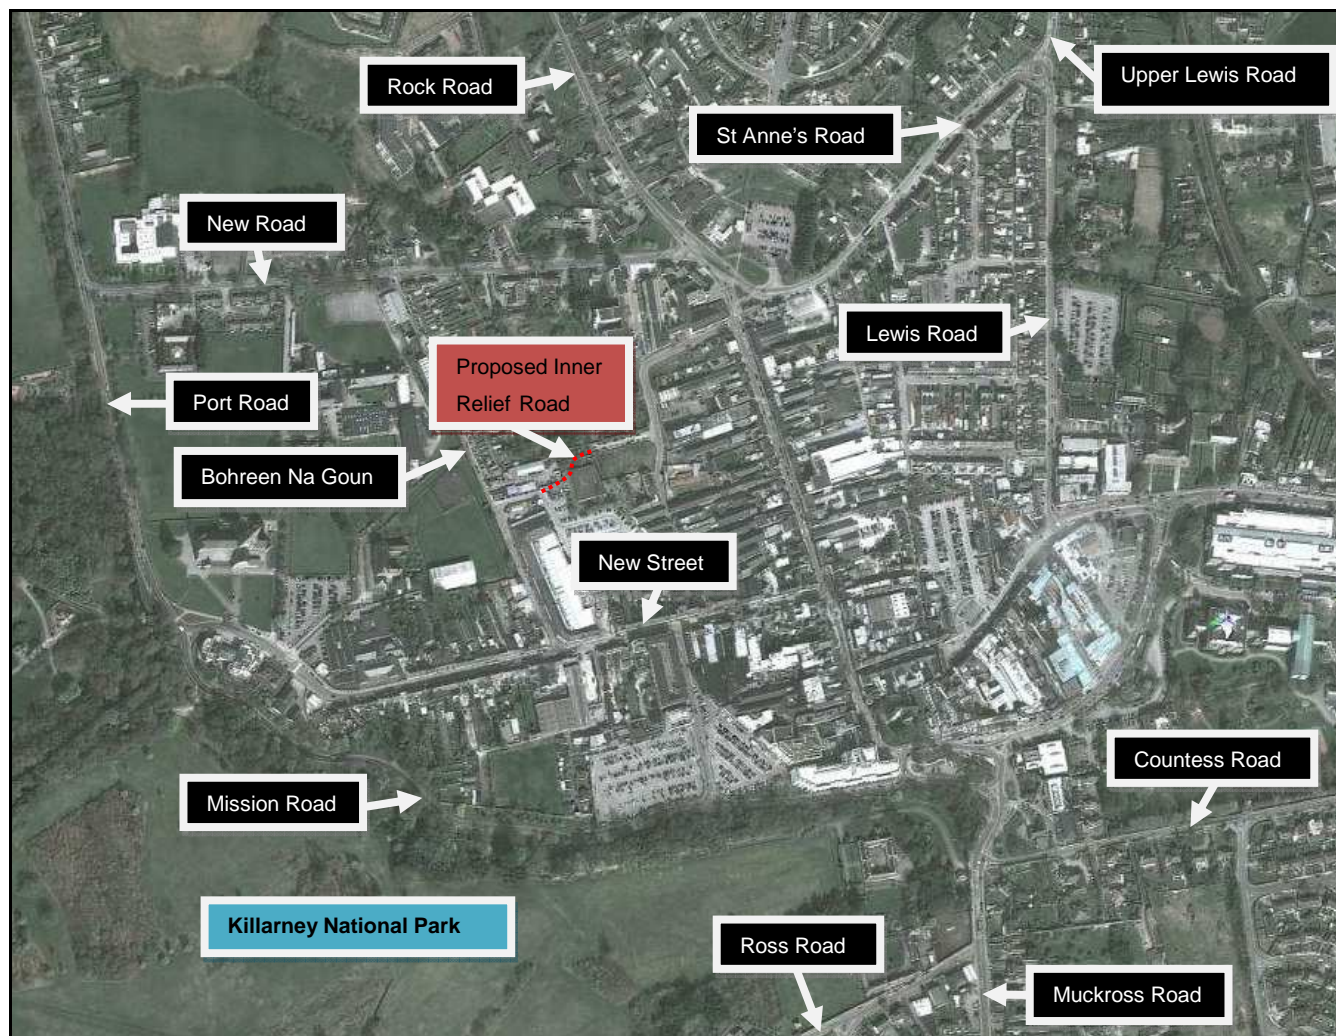 Rock Road
Upper Lewis Road
St Anne's Road
New Road
Lewis Road
Proposed Inner
Relief Road
Port Road
Bohreen Na Goun
New Street
Countess Road
Mission Road
Killarney National Park
Ross Road
Muckross Road